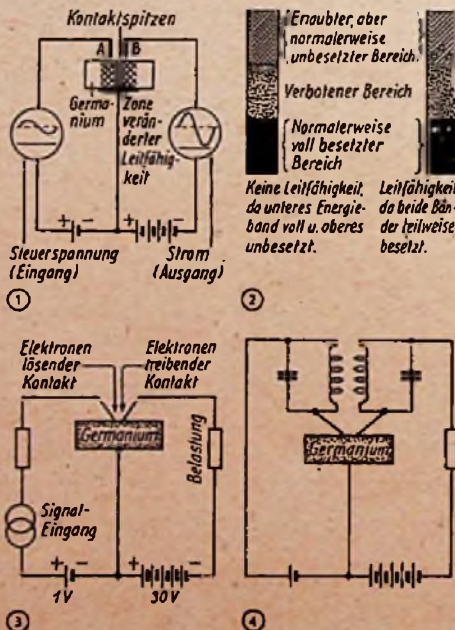 Kontaktspitzen
A B
Germa-
nium
Zone
verän-
derter
Leitfähig-
keit
+ -
+ -
Steuerspannung
(Eingang)
Strom
(Ausgang)
1
Erlaubter, aber
normalerweise
unbesetzter Bereich.
Verbotener Bereich
Normalerweise
voll besetzter
Bereich
Keine Leitfähigkeit,
da unteres Energie-
band voll u. oberes
unbesetzt.
Leitfähigkeit
da beide Bän-
der teilweise
besetzt.
2
Elektronen
lösender
Kontakt
Elektronen
treibender
Kontakt
Germanium
Belastung
Signal-
Eingang
+ -
+ -
1V
30V
3
Germanium
4